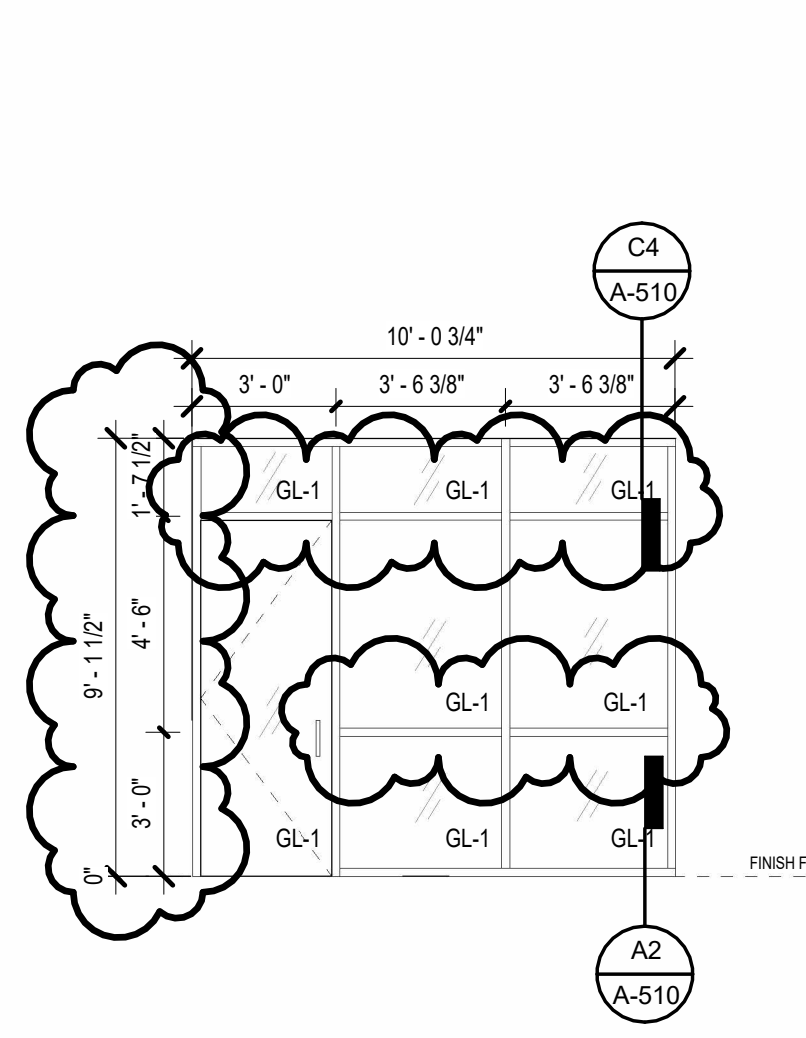 C4
A-510
10' - 0 3/4"
3' - 0"
3' - 6 3/8"
3' - 6 3/8"
1' - 7 1/2"
GL-1
GL-1
GL-1
9' - 1 1/2"
4' - 6"
GL-1
GL-1
3' - 0"
GL-1
GL-1
GL-1
0"
FINISH F
A2
A-510